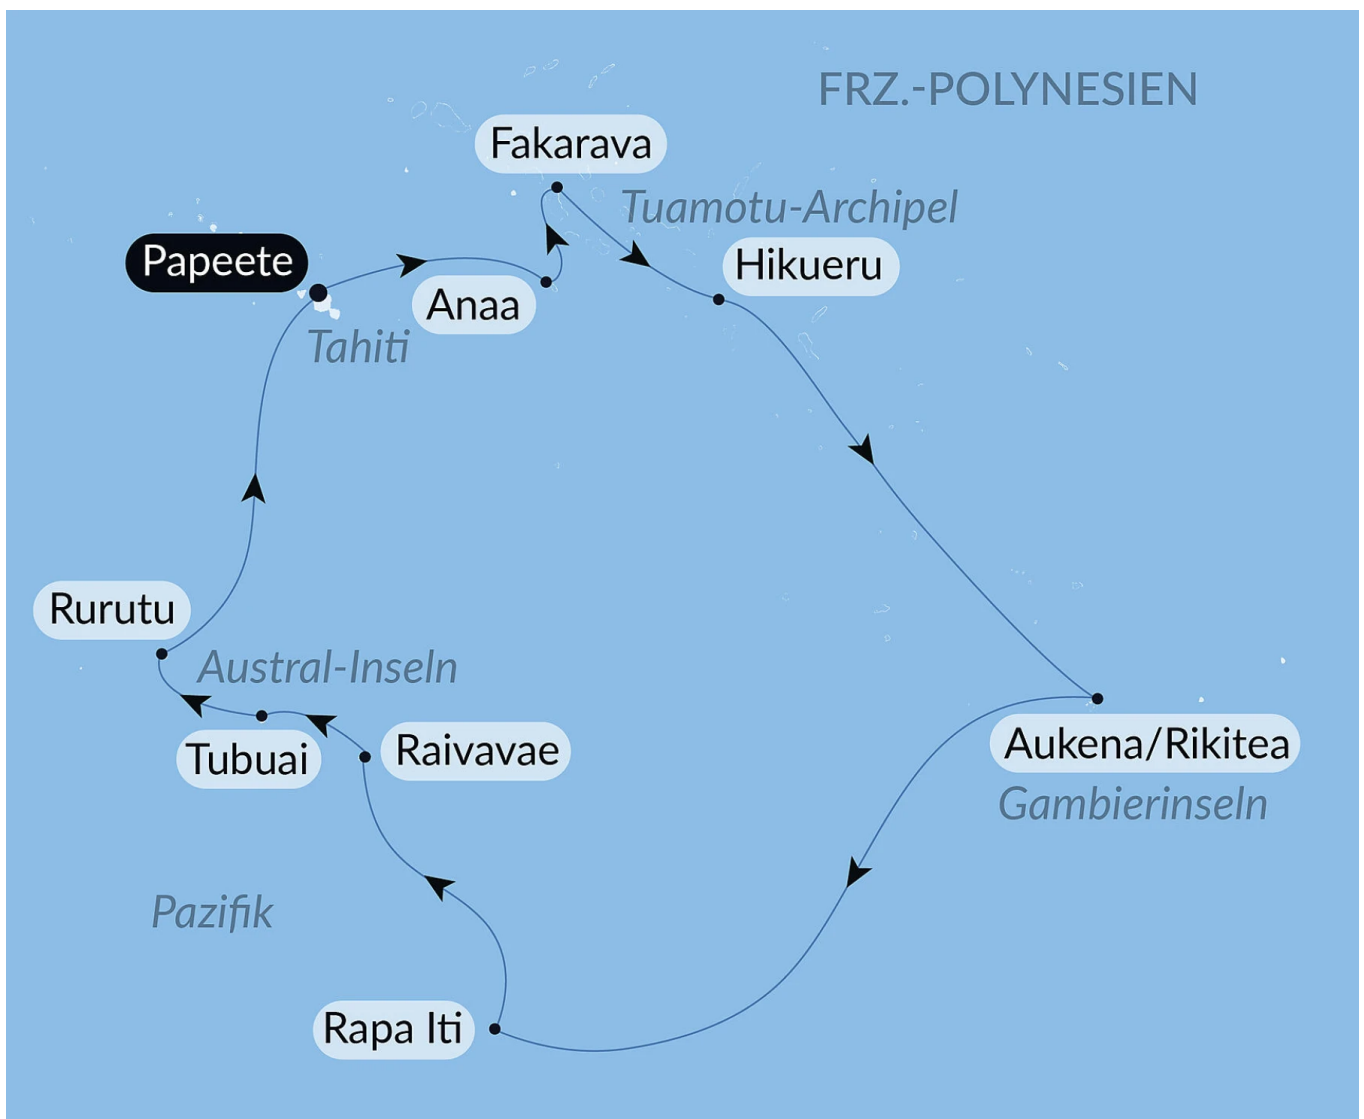 FRZ.-POLYNESIEN
Fakarava
Tuamotu-Archipel
Papeete
Hikueru
Anaa
Tahiti
Rurutu
Austral-Inseln
Tubuai
Raivavae
Aukena/Rikitea
Gambierinseln
Pazifik
Rapa Iti